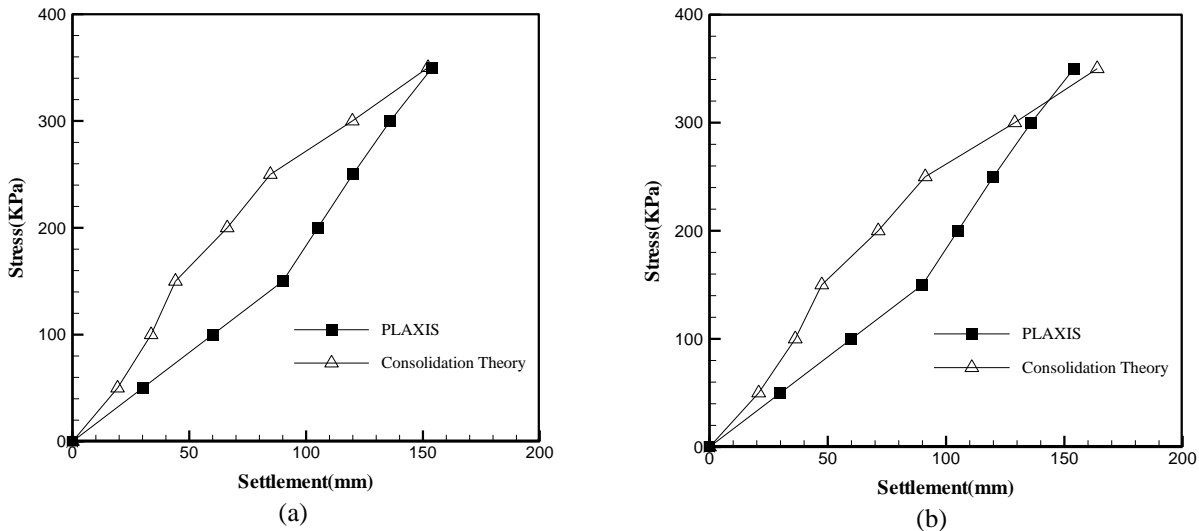 400
300
200
100
0
Stress(KPa)
PLAXIS
Consolidation Theory
0 50 100 150 200
Settlement(mm)
(a)
400
300
200
100
0
Stress(KPa)
PLAXIS
Consolidation Theory
0 50 100 150 200
Settlement(mm)
(b)